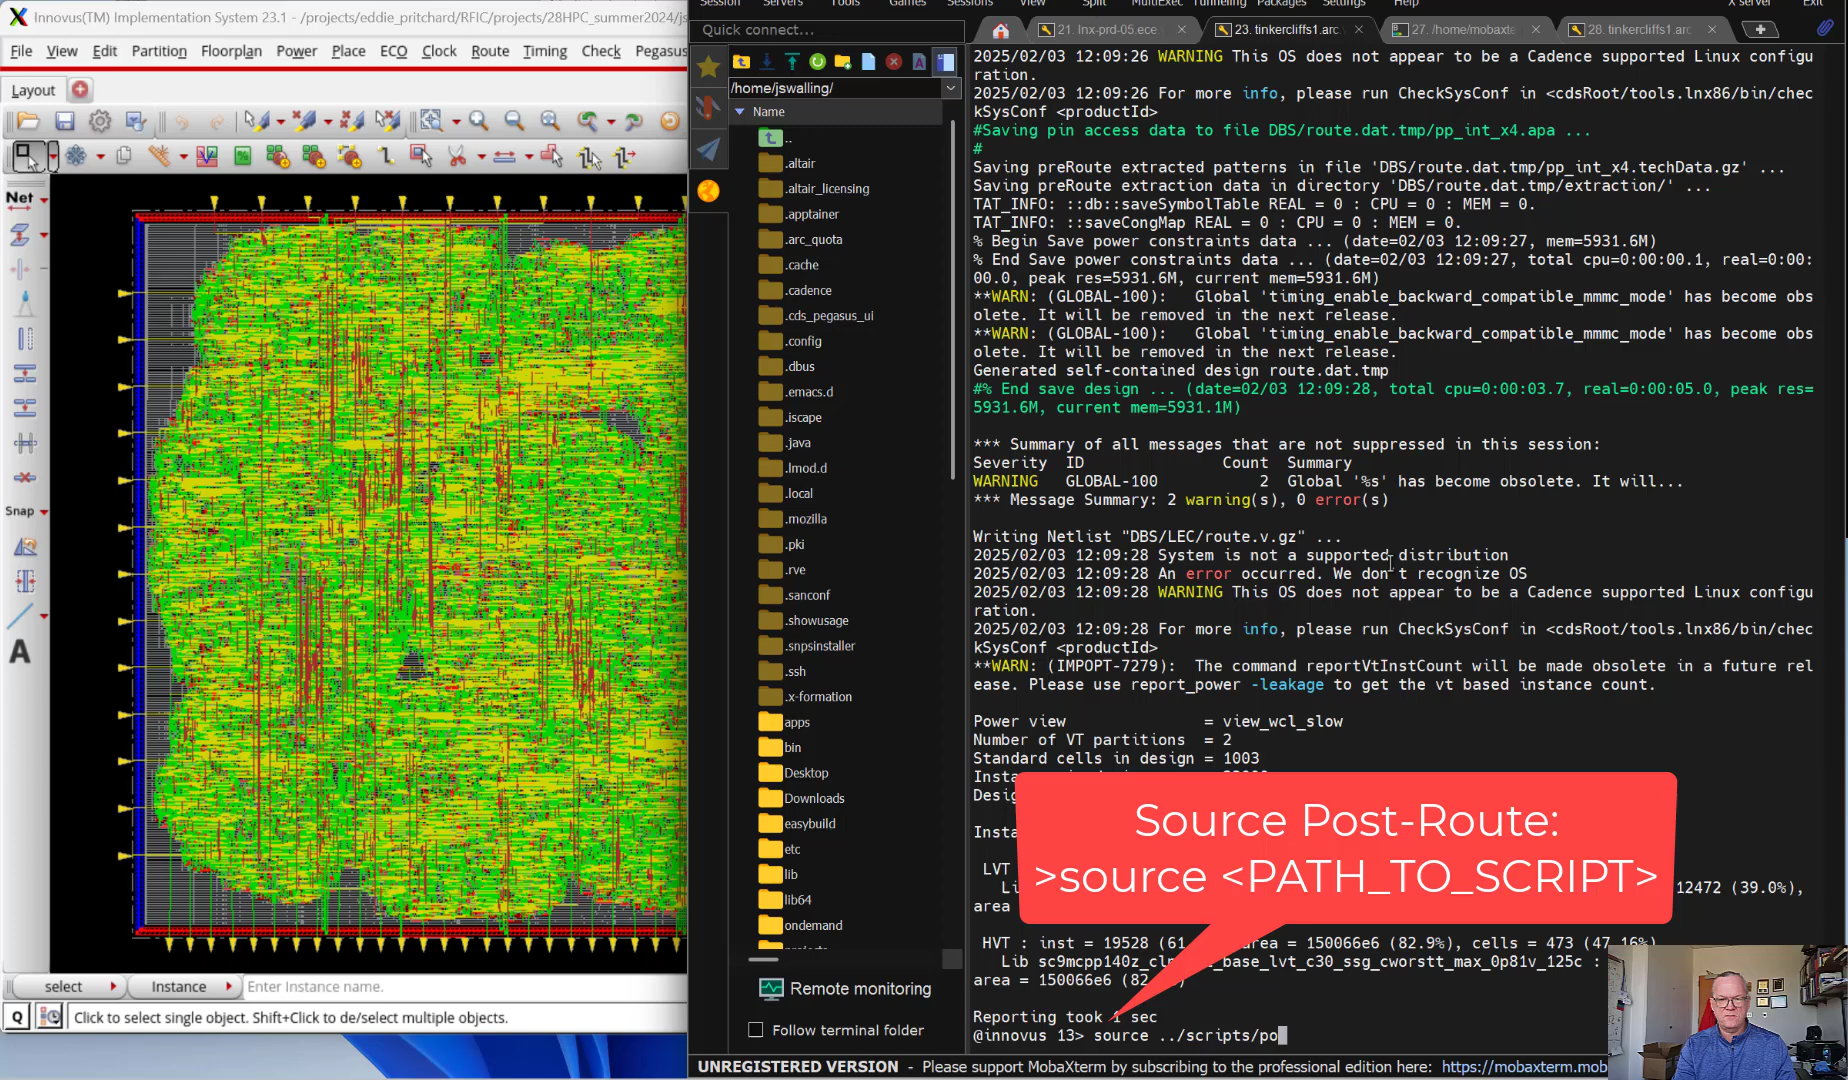 Innovus(TM) Implementation System 23.1 - /projects/eddie_pritchard/RFIC/projects/28HPC_summer2024/js
File View Edit Partition Floorplan Power Place ECO Clock Route Timing Check Pegasus
Layout
Net
Snap
A
select
Instance
Enter Instance name.
Q
Click to select single object. Shift+Click to de/select multiple objects.
Session Servers Tools Games Sessions View Split MultiExec Tunneling Packages Settings Help X server Exit
Quick connect...
21. lnx-prd-05.ece
23. tinkercliffs1.arc.
27. /home/mobaxte
28. tinkercliffs1.arc
/home/jswalling/
Name
..
.altair
.altair_licensing
.apptainer
.arc_quota
.cache
.cadence
.cds_pegasus_ui
.config
.dbus
.emacs.d
.iscape
.java
.lmod.d
.local
.mozilla
.pki
.rve
.sanconf
.showusage
.snpsinstaller
.ssh
.x-formation
apps
bin
Desktop
Downloads
easybuild
etc
lib
lib64
ondemand
Remote monitoring
Follow terminal folder
2025/02/03 12:09:26 WARNING This OS does not appear to be a Cadence supported Linux configu
ration.
2025/02/03 12:09:26 For more info, please run CheckSysConf in <cdsRoot/tools.lnx86/bin/chec
kSysConf <productId>
#Saving pin access data to file DBS/route.dat.tmp/pp_int_x4.apa ...
#
Saving preRoute extracted patterns in file 'DBS/route.dat.tmp/pp_int_x4.techData.gz' ...
Saving preRoute extraction data in directory 'DBS/route.dat.tmp/extraction/' ...
TAT_INFO: ::db::saveSymbolTable REAL = 0 : CPU = 0 : MEM = 0.
TAT_INFO: ::saveCongMap REAL = 0 : CPU = 0 : MEM = 0.
% Begin Save power constraints data ... (date=02/03 12:09:27, mem=5931.6M)
% End Save power constraints data ... (date=02/03 12:09:27, total cpu=0:00:00.1, real=0:00:
00.0, peak res=5931.6M, current mem=5931.6M)
**WARN: (GLOBAL-100): Global 'timing_enable_backward_compatible_mmmc_mode' has become obs
olete. It will be removed in the next release.
**WARN: (GLOBAL-100): Global 'timing_enable_backward_compatible_mmmc_mode' has become obs
olete. It will be removed in the next release.
Generated self-contained design route.dat.tmp
#% End save design ... (date=02/03 12:09:28, total cpu=0:00:03.7, real=0:00:05.0, peak res=
5931.6M, current mem=5931.1M)
*** Summary of all messages that are not suppressed in this session:
Severity ID Count Summary
WARNING GLOBAL-100 2 Global '%s' has become obsolete. It will...
*** Message Summary: 2 warning(s), 0 error(s)
Writing Netlist "DBS/LEC/route.v.gz" ...
2025/02/03 12:09:28 System is not a supported distribution
2025/02/03 12:09:28 An error occurred. We don't recognize OS
2025/02/03 12:09:28 WARNING This OS does not appear to be a Cadence supported Linux configu
ration.
2025/02/03 12:09:28 For more info, please run CheckSysConf in <cdsRoot/tools.lnx86/bin/chec
kSysConf <productId>
**WARN: (IMPOPT-7279): The command reportVtInstCount will be made obsolete in a future rel
ease. Please use report_power -leakage to get the vt based instance count.
Power view = view_wcl_slow
Number of VT partitions = 2
Standard cells in design = 1003
Insta
Desig
Insta
LVT
Li 12472 (39.0%),
area
Source Post-Route:
>source <PATH_TO_SCRIPT>
HVT : inst = 19528 (61 area = 150066e6 (82.9%), cells = 473 (47.16%)
Lib sc9mcpp140z_cln base_lvt_c30_ssg_cworstt_max_0p81v_125c :
area = 150066e6 (82
Reporting took 1 sec
@innovus 13> source ../scripts/po
UNREGISTERED VERSION - Please support MobaXterm by subscribing to the professional edition here: https://mobaxterm.mob